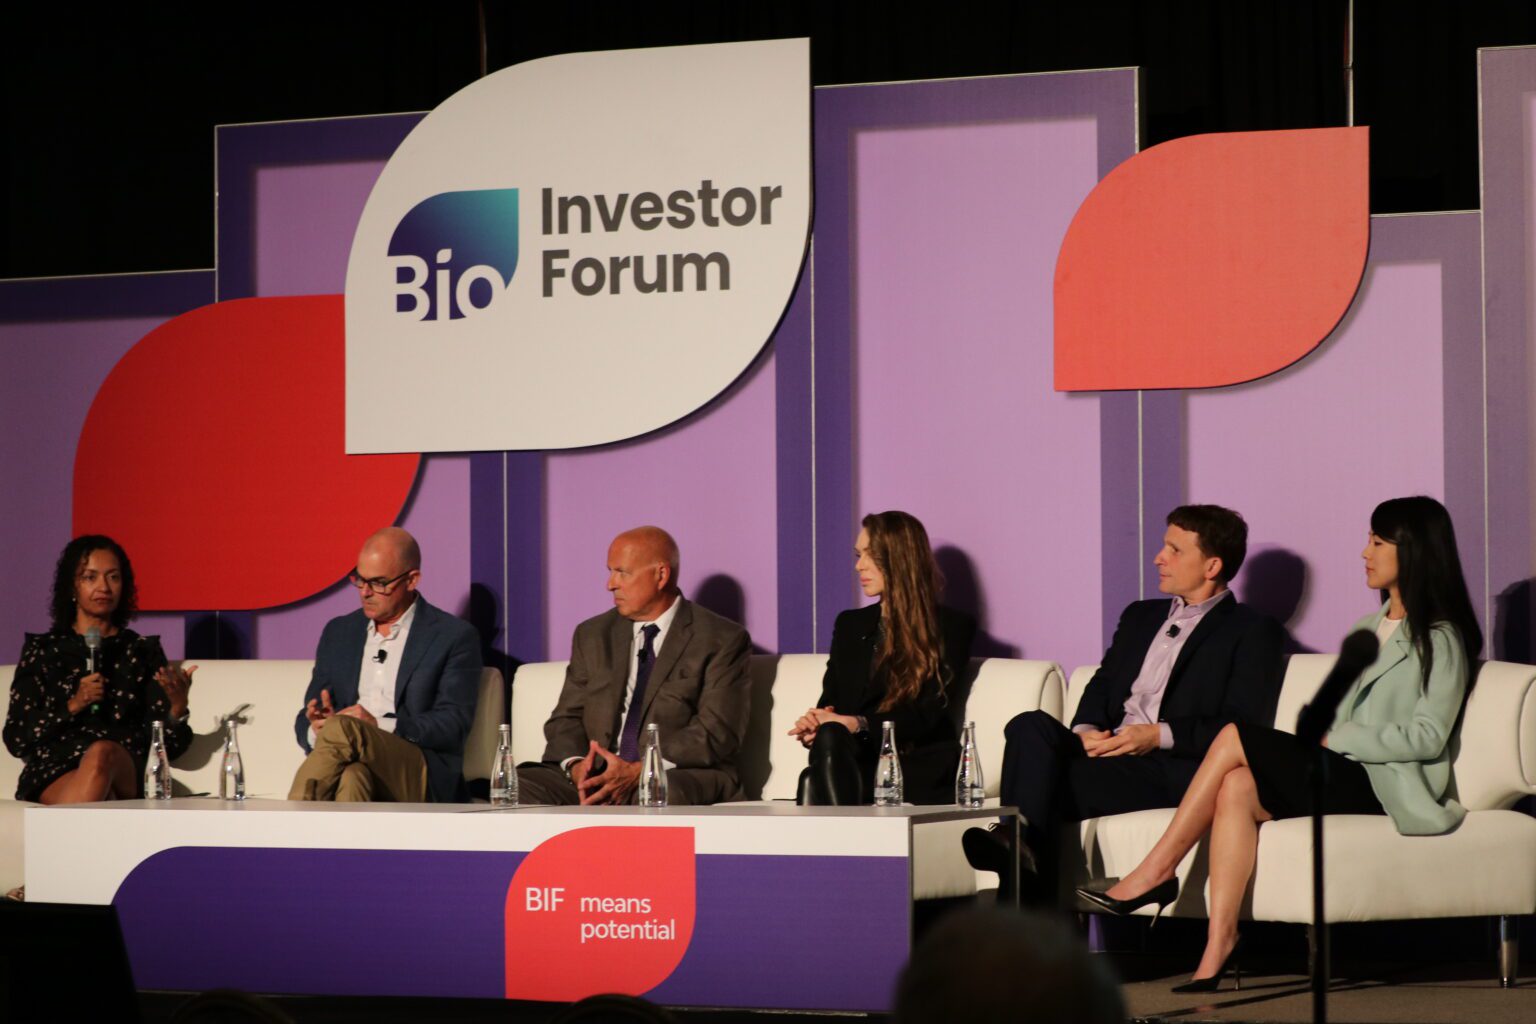 Investor
Forum
Bio
BIF means
potential